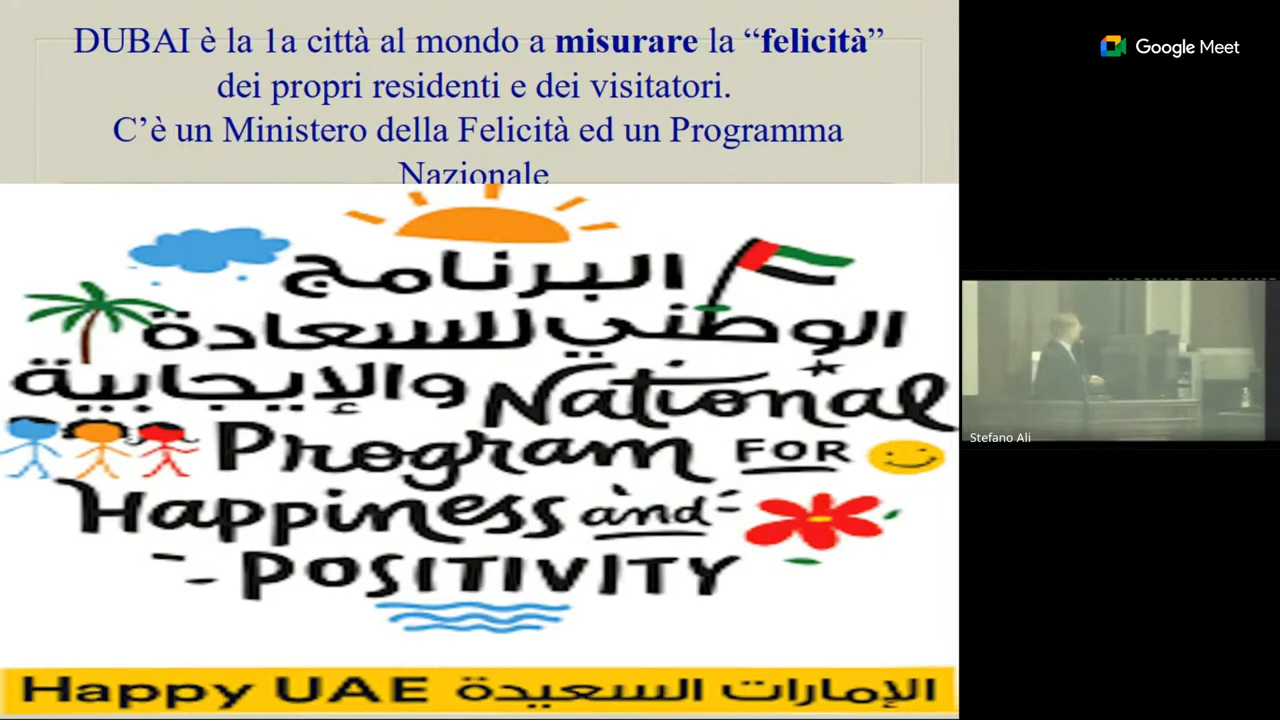 DUBAI è la 1a città al mondo a misurare la “felicità”
dei propri residenti e dei visitatori.
C’è un Ministero della Felicità ed un Programma
Nazionale
البرنامج
الوطني للسعادة
والإيجابية National
Program FOR
Happiness and
POSITIVITY
Happy UAE الإمارات السعيدة
Google Meet
Stefano Ali